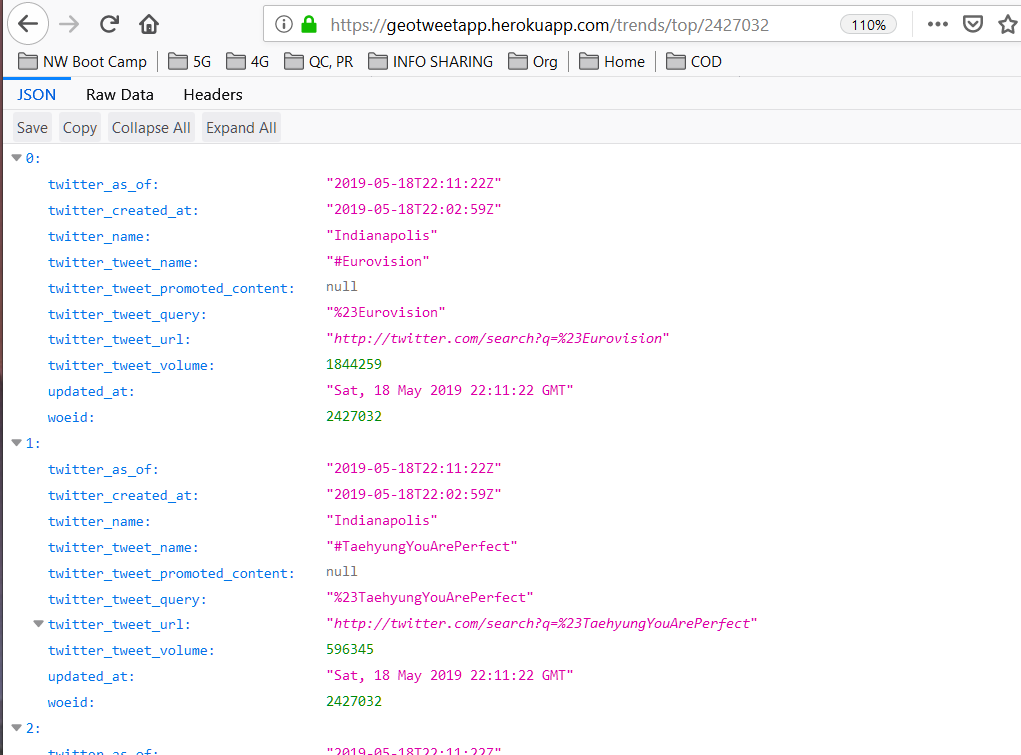 https://geotweetapp.herokuapp.com/trends/top/2427032 110%
NW Boot Camp 5G 4G QC, PR INFO SHARING Org Home COD
JSON Raw Data Headers
Save Copy Collapse All Expand All
0:
twitter_as_of: "2019-05-18T22:11:22Z"
twitter_created_at: "2019-05-18T22:02:59Z"
twitter_name: "Indianapolis"
twitter_tweet_name: "#Eurovision"
twitter_tweet_promoted_content: null
twitter_tweet_query: "%23Eurovision"
twitter_tweet_url: "http://twitter.com/search?q=%23Eurovision"
twitter_tweet_volume: 1844259
updated_at: "Sat, 18 May 2019 22:11:22 GMT"
woeid: 2427032
1:
twitter_as_of: "2019-05-18T22:11:22Z"
twitter_created_at: "2019-05-18T22:02:59Z"
twitter_name: "Indianapolis"
twitter_tweet_name: "#TaehyungYouArePerfect"
twitter_tweet_promoted_content: null
twitter_tweet_query: "%23TaehyungYouArePerfect"
twitter_tweet_url: "http://twitter.com/search?q=%23TaehyungYouArePerfect"
twitter_tweet_volume: 596345
updated_at: "Sat, 18 May 2019 22:11:22 GMT"
woeid: 2427032
2:
twitter_as_of: "2019-05-18T22:11:22Z"